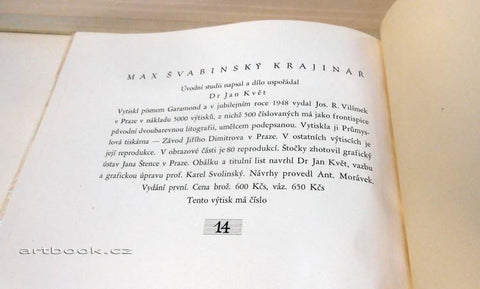 MAX ŠVABINSKÝ KRAJINÁŘ
Úvodní studii napsal a dílo uspořádal
Dr Jan Květ
Vytiskl písmem Garamond a v jubilejním roce 1948 vydal Jos. R. Vilímek
v Praze v nákladu 5000 výtisků, z nichž 500 číslovaných má jako frontispice
původní dvoubarevnou litografii, umělcem podepsanou. Vytiskla ji Průmys-
lová tiskárna — Závod Jiřího Dimitrova v Praze. V ostatních výtiscích je
její reprodukce. V obrazové části je 80 reprodukcí. Štočky zhotovil grafický
ústav Jana Štence v Praze. Obálku a titulní list navrhl Dr Jan Květ, vazbu
a grafickou úpravu prof. Karel Svolinský. Návrhy provedl Ant. Morávek.
Vydání první. Cena brož. 600 Kčs, váz. 650 Kčs
Tento výtisk má číslo
14
artbook.cz